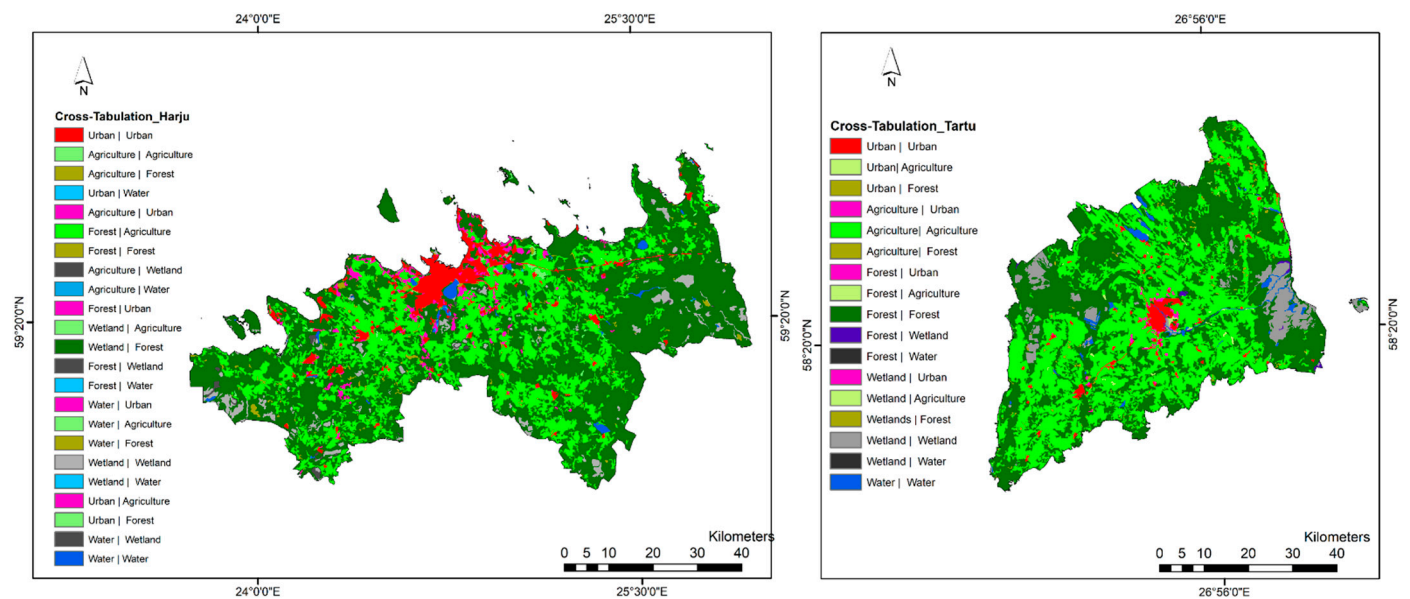 24°0'0"E
25°30'0"E
N
Cross-Tabulation_Harju
Urban | Urban
Agriculture | Agriculture
Agriculture | Forest
Urban | Water
Agriculture | Urban
Forest | Agriculture
Forest | Forest
Agriculture | Wetland
Agriculture | Water
Forest | Urban
Wetland | Agriculture
Wetland | Forest
Forest | Wetland
Forest | Water
Water | Urban
Water | Agriculture
Water | Forest
Wetland | Wetland
Wetland | Water
Urban | Agriculture
Urban | Forest
Water | Wetland
Water | Water
59°20'0"N
59°20'0"N
Kilometers
0 5 10 20 30 40
24°0'0"E
25°30'0"E
26°56'0"E
N
Cross-Tabulation_Tartu
Urban | Urban
Urban| Agriculture
Urban | Forest
Agriculture | Urban
Agriculture| Agriculture
Agriculture| Forest
Forest | Urban
Forest | Agriculture
Forest | Forest
Forest | Wetland
Forest | Water
Wetland | Urban
Wetland | Agriculture
Wetlands | Forest
Wetland | Wetland
Wetland | Water
Water | Water
58°20'0"N
58°20'0"N
Kilometers
0 5 10 20 30 40
26°56'0"E